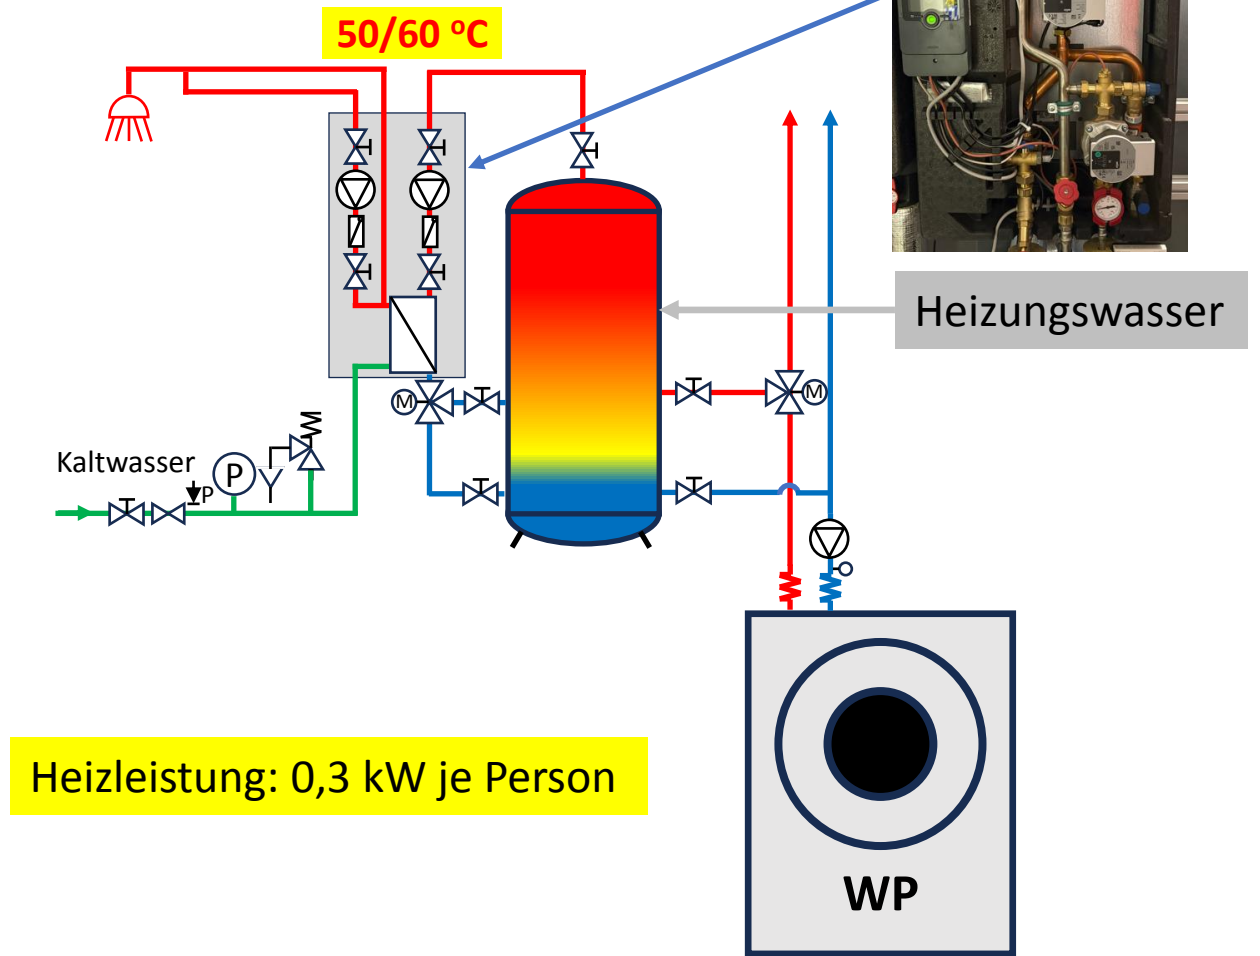 50/60 °C
Heizungswasser
M
M
Kaltwasser
P
P
Heizleistung: 0,3 kW je Person
WP